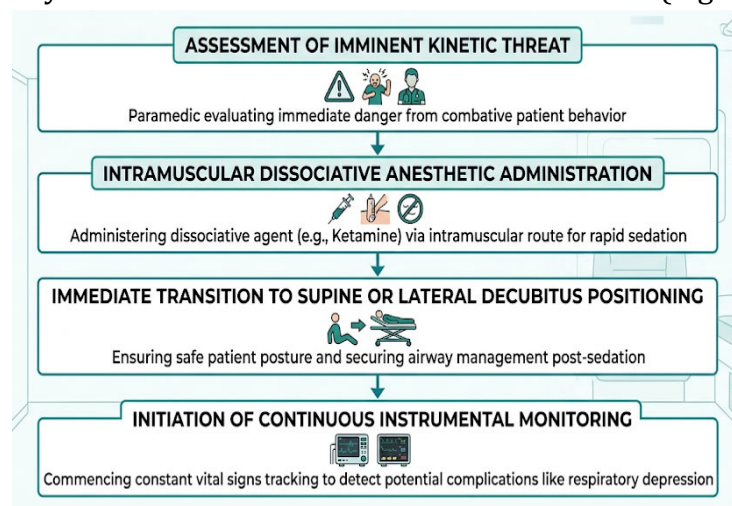 ASSESSMENT OF IMMINENT KINETIC THREAT
Paramedic evaluating immediate danger from combative patient behavior
INTRAMUSCULAR DISSOCIATIVE ANESTHETIC ADMINISTRATION
Administering dissociative agent (e.g., Ketamine) via intramuscular route for rapid sedation
IMMEDIATE TRANSITION TO SUPINE OR LATERAL DECUBITUS POSITIONING
Ensuring safe patient posture and securing airway management post-sedation
INITIATION OF CONTINUOUS INSTRUMENTAL MONITORING
Commencing constant vital signs tracking to detect potential complications like respiratory depression